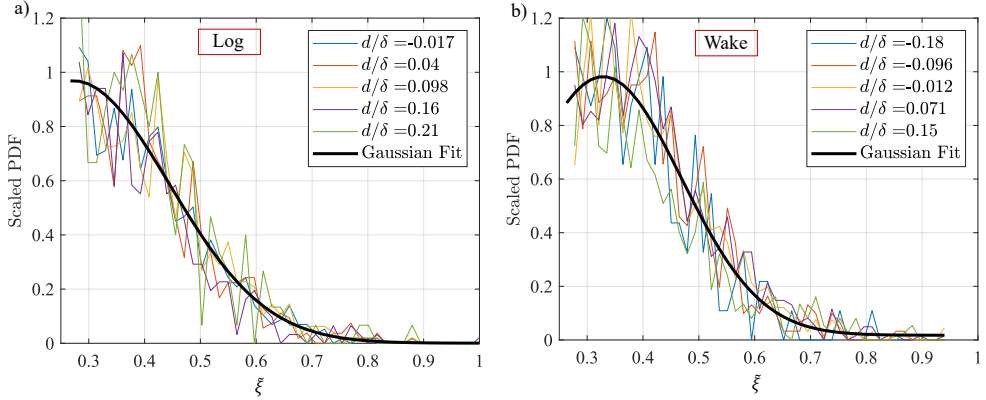 a)
Log
d/δ =-0.017
d/δ =0.04
d/δ =0.098
d/δ =0.16
d/δ =0.21
Gaussian Fit
Scaled PDF
1.2
1
0.8
0.6
0.4
0.2
0
0.3 0.4 0.5 0.6 0.7 0.8 0.9 1
ξ̃
b)
Wake
d/δ =-0.18
d/δ =-0.096
d/δ =-0.012
d/δ =0.071
d/δ =0.15
Gaussian Fit
Scaled PDF
1.2
1
0.8
0.6
0.4
0.2
0
0.3 0.4 0.5 0.6 0.7 0.8 0.9 1
ξ̃